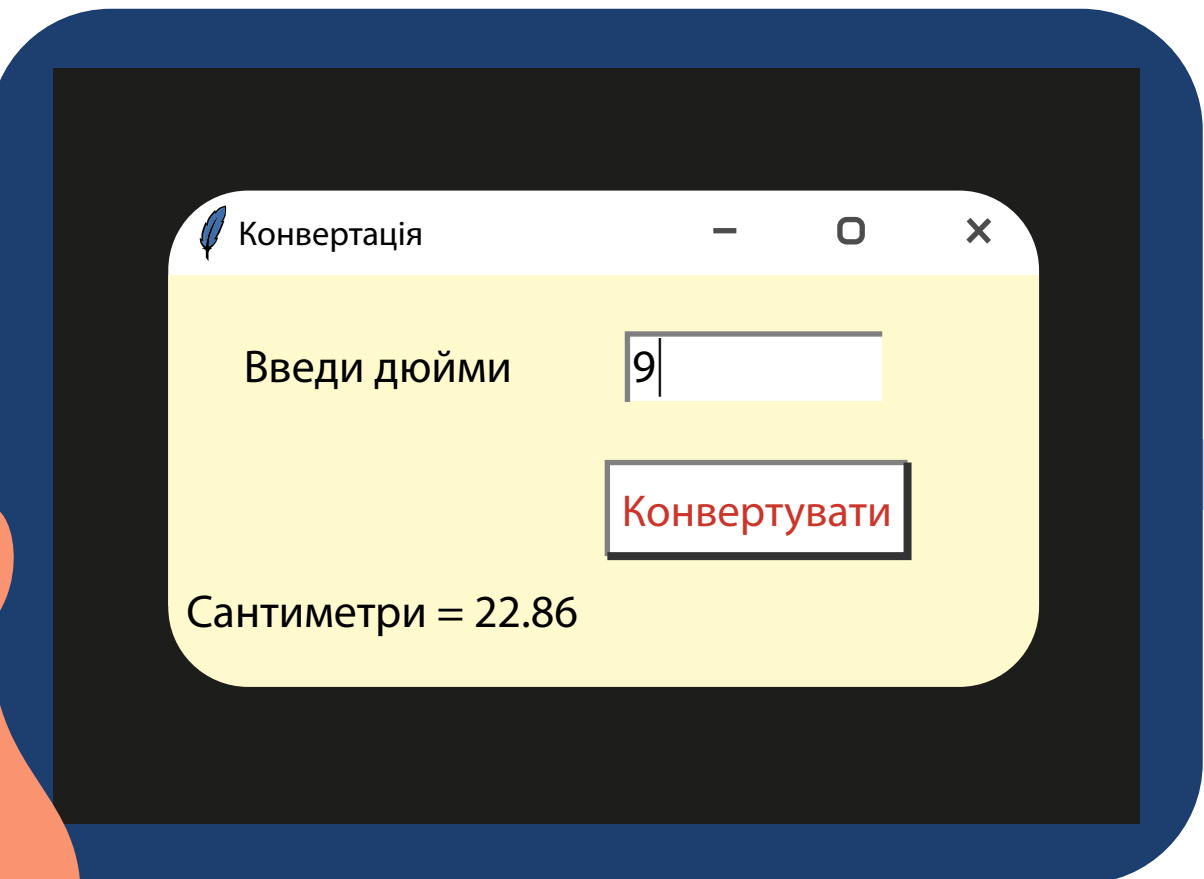 Конвертація
Введи дюйми
9
Конвертувати
Сантиметри = 22.86